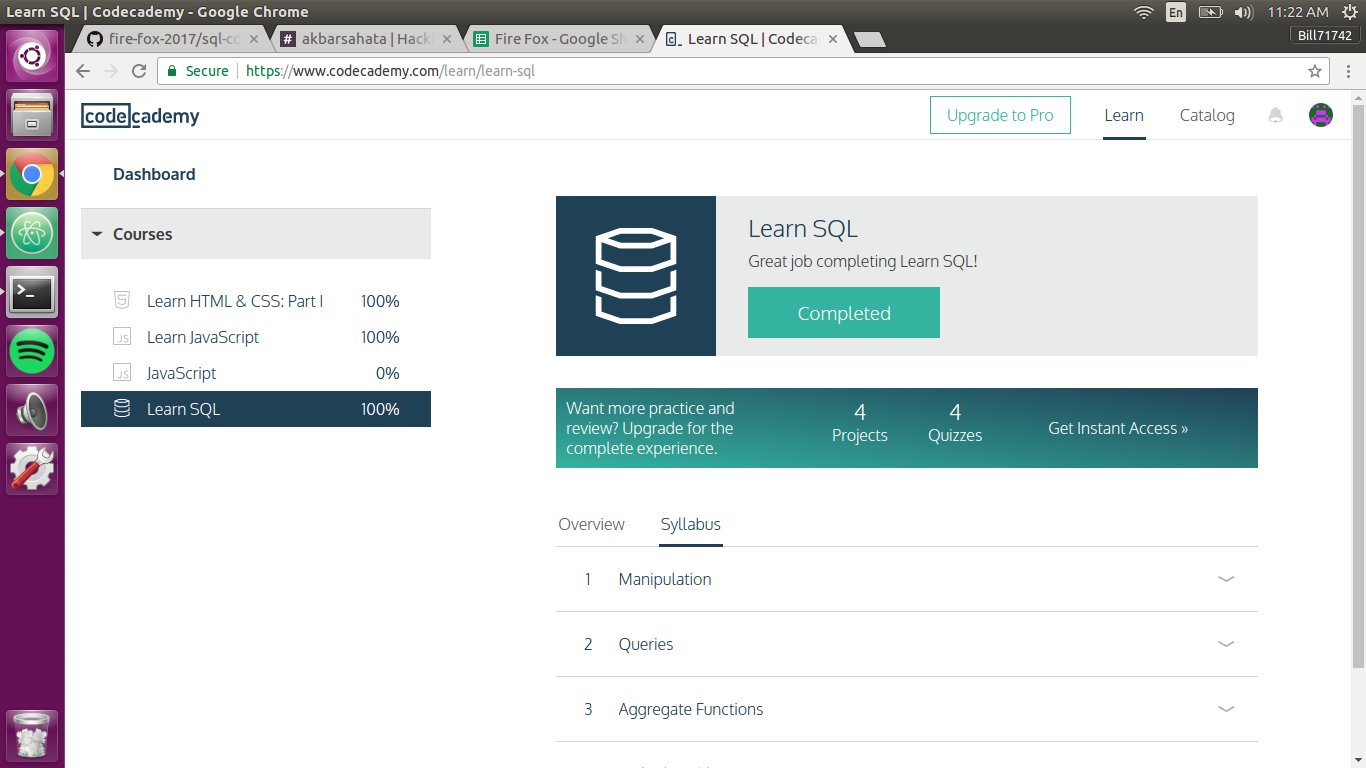 Learn SQL | Codecademy - Google Chrome
En
11:22 AM
fire-fox-2017/sql-co
# akbarsahata | Hack
Fire Fox - Google Sh
c_ Learn SQL | Codeca
Bill71742
Secure
https://www.codecademy.com/learn/learn-sql
codecademy
Upgrade to Pro
Learn
Catalog
Dashboard
Courses
Learn HTML & CSS: Part I 100%
JS Learn JavaScript 100%
JS JavaScript 0%
Learn SQL 100%
Learn SQL
Great job completing Learn SQL!
Completed
Want more practice and
review? Upgrade for the
complete experience.
4
Projects
4
Quizzes
Get Instant Access »
Overview
Syllabus
1 Manipulation
2 Queries
3 Aggregate Functions